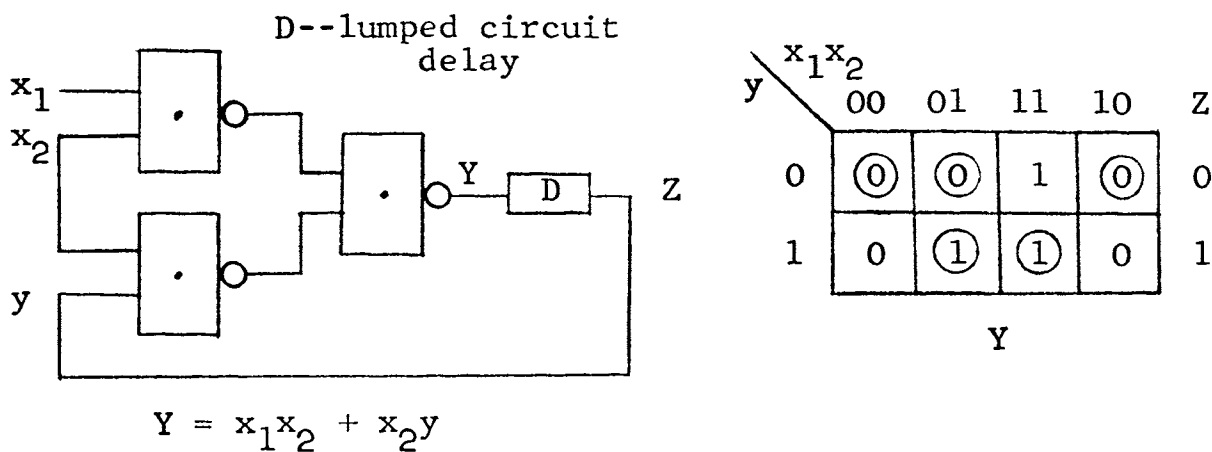 D--lumped circuit
delay
x1
x2
y
Y
D
Z
Y = x1x2 + x2y
x1x2
y
00 01 11 10 Z
0 0 0 1 0 0
1 0 1 1 0 1
Y